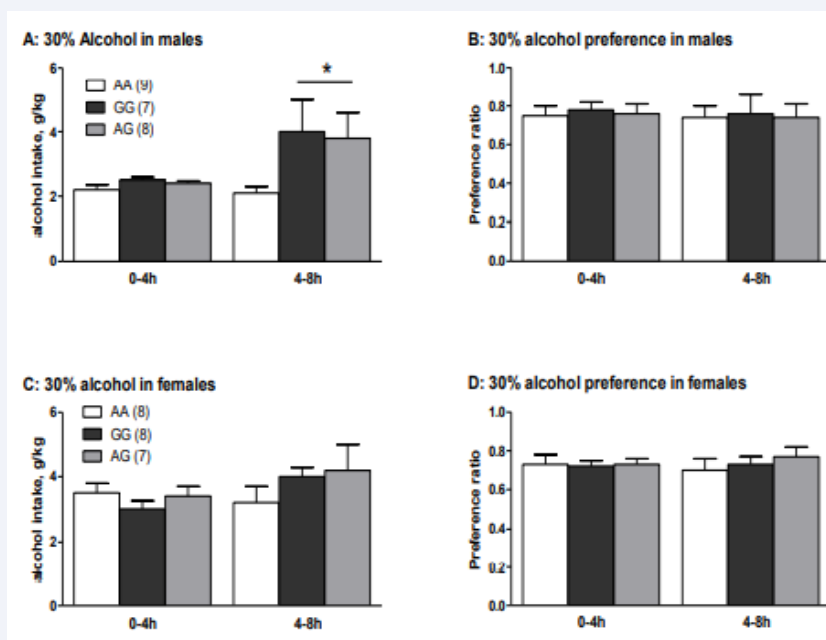 A: 30% Alcohol in males
6
4
2
0
alcohol intake, g/kg
AA (9)
GG (7)
AG (8)
*
0-4h
4-8h
B: 30% alcohol preference in males
1.0
0.8
0.6
0.4
0.2
0.0
Preference ratio
0-4h
4-8h
C: 30% alcohol in females
6
4
2
0
alcohol intake, g/kg
AA (8)
GG (8)
AG (7)
0-4h
4-8h
D: 30% alcohol preference in females
1.0
0.8
0.6
0.4
0.2
0.0
Preference ratio
0-4h
4-8h